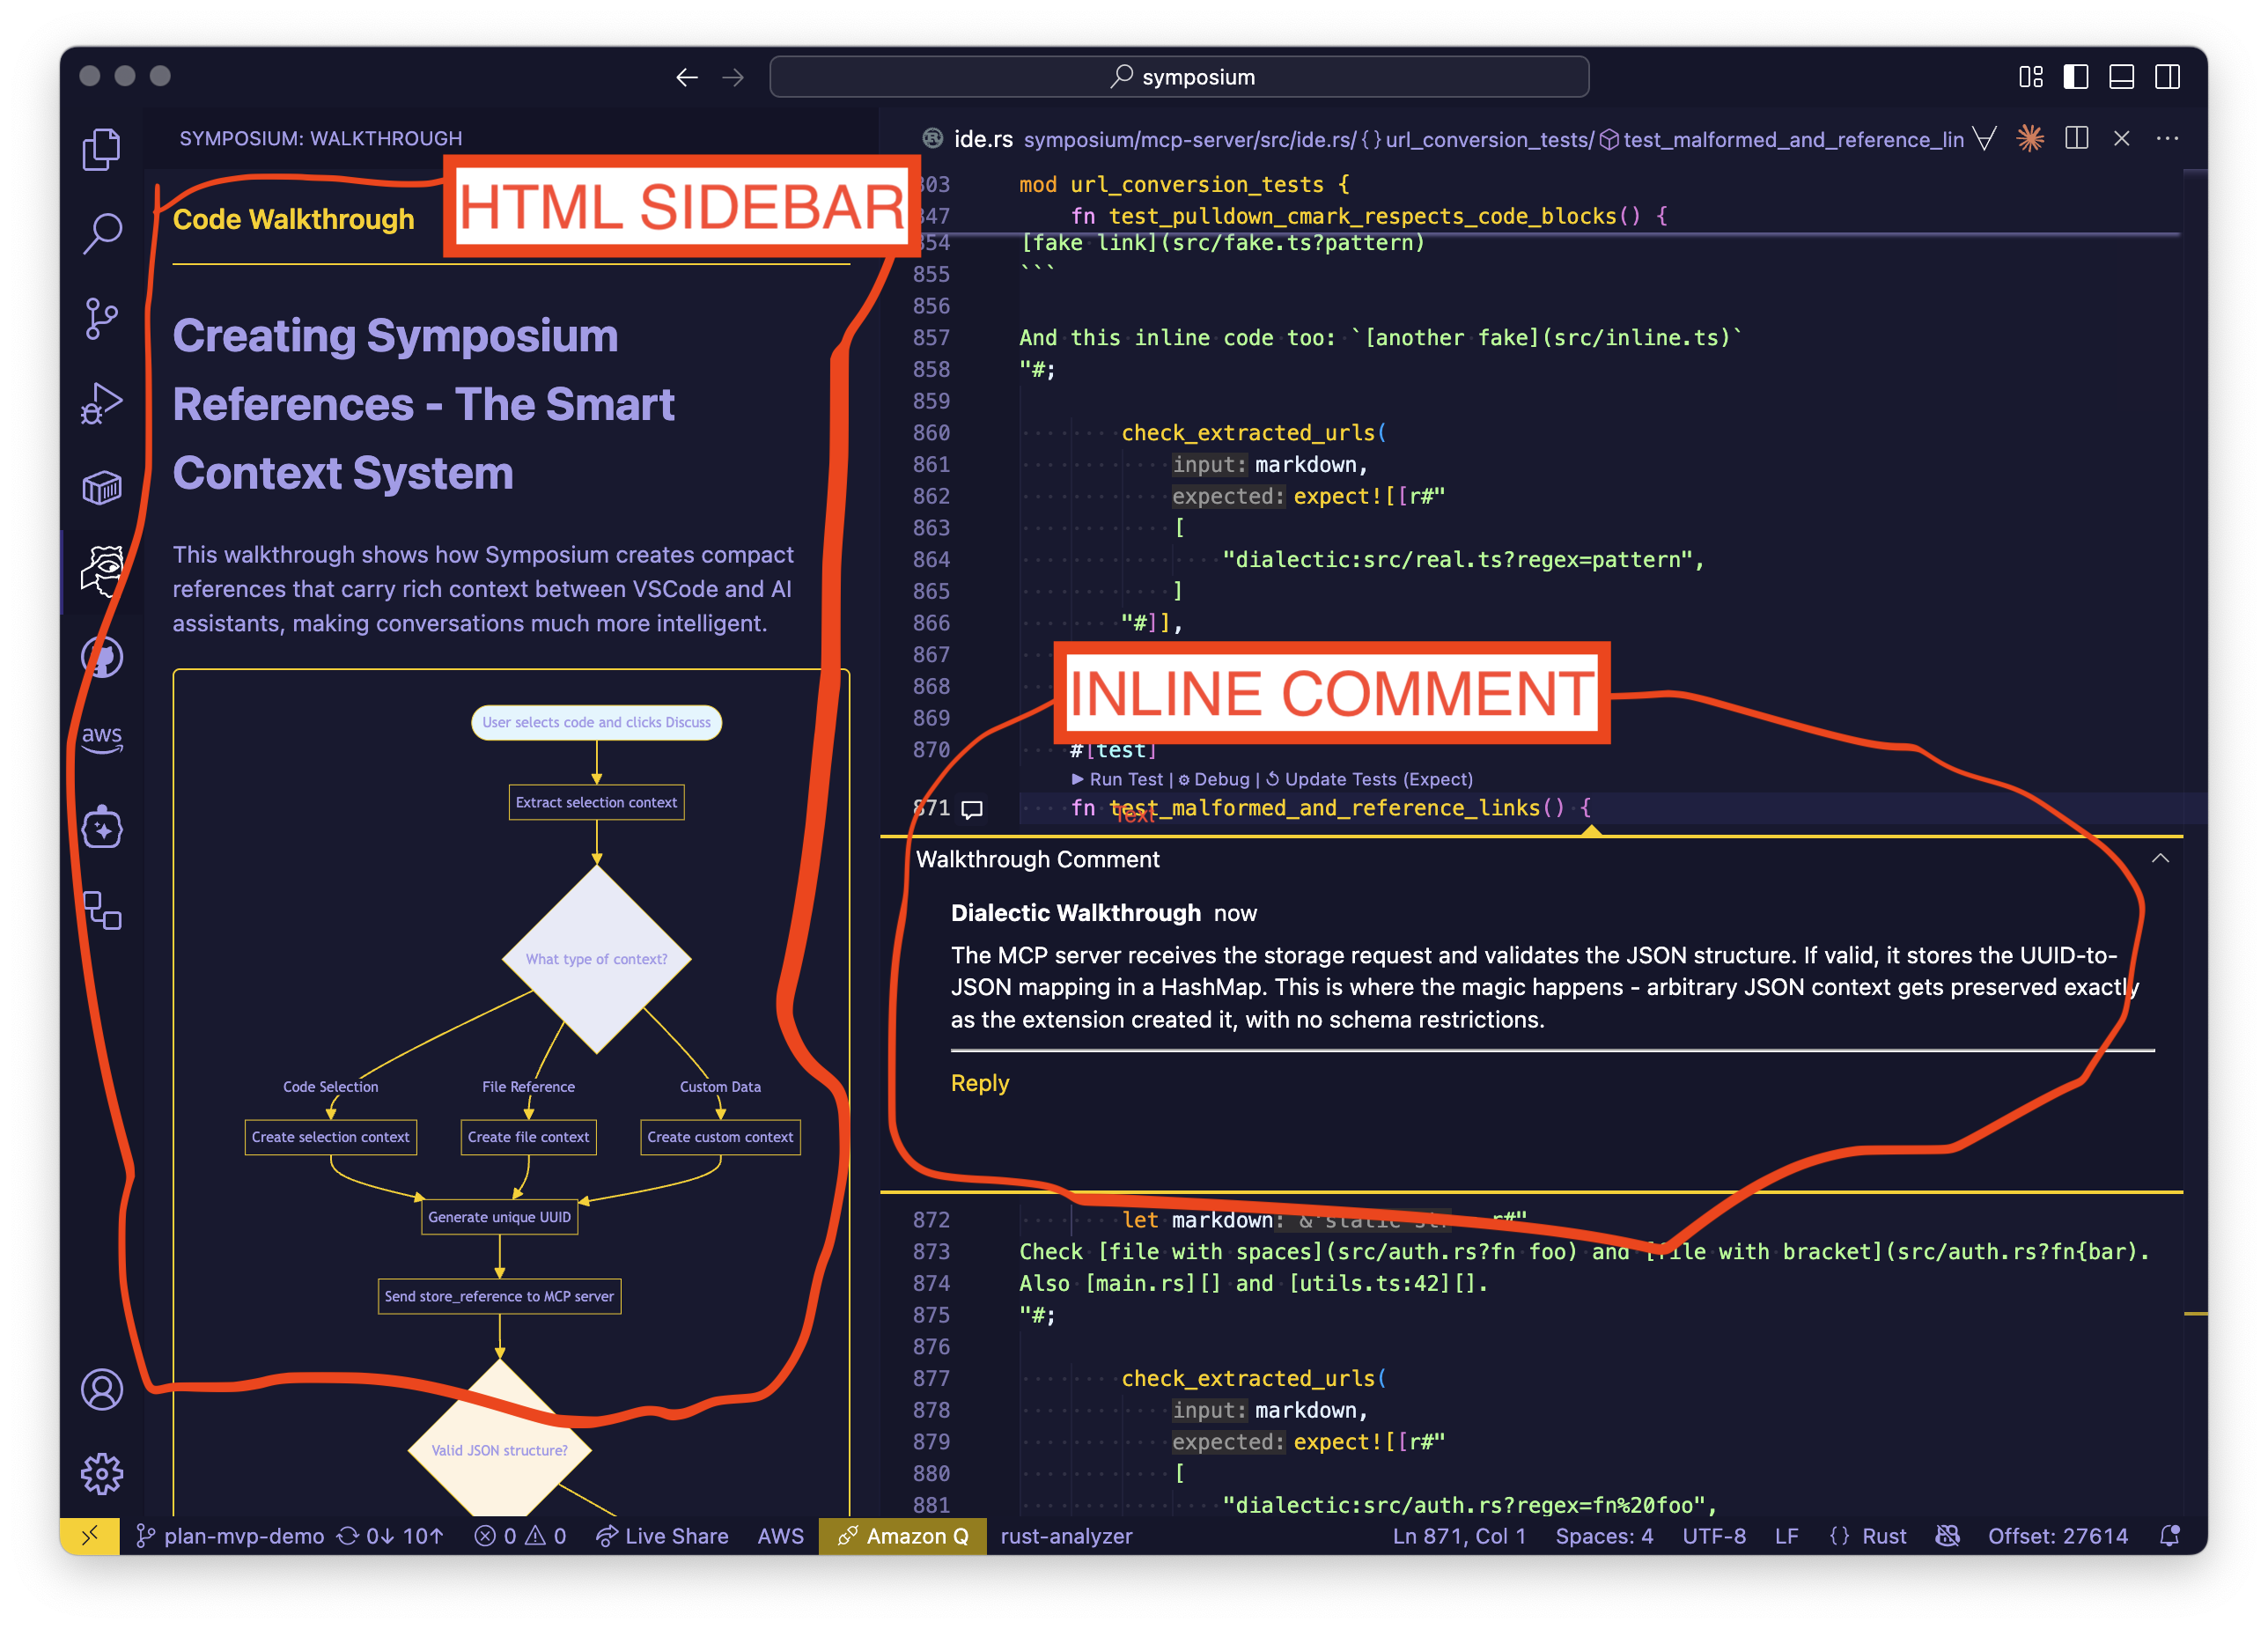 symposium
SYMPOSIUM: WALKTHROUGH
HTML SIDEBAR
Code Walkthrough
Creating Symposium
References - The Smart
Context System
This walkthrough shows how Symposium creates compact
references that carry rich context between VSCode and AI
assistants, making conversations much more intelligent.
User selects code and clicks Discuss
Extract selection context
What type of context?
Code Selection
File Reference
Custom Data
Create selection context
Create file context
Create custom context
Generate unique UUID
Send store_reference to MCP server
Valid JSON structure?
aws
ide.rs symposium/mcp-server/src/ide.rs/{}url_conversion_tests/test_malformed_and_reference_lin
803 mod url_conversion_tests {
847 fn test_pulldown_cmark_respects_code_blocks() {
854 [fake link](src/fake.ts?pattern)
855 ```
856
857 And this inline code too: `[another fake](src/inline.ts)`
858 "#;
859
860 check_extracted_urls(
861 input: markdown,
862 expected: expect![[r#"
863 [
864 "dialectic:src/real.ts?regex=pattern",
865 ]
866 "#]],
867
868
869
INLINE COMMENT
870 #[test]
Run Test | Debug | Update Tests (Expect)
871 fn test_malformed_and_reference_links() {
Text
Walkthrough Comment
Dialectic Walkthrough now
The MCP server receives the storage request and validates the JSON structure. If valid, it stores the UUID-to-
JSON mapping in a HashMap. This is where the magic happens - arbitrary JSON context gets preserved exactly
as the extension created it, with no schema restrictions.
Reply
872 let markdown: &'static r#"
873 Check [file with spaces](src/auth.rs?fn foo) and [file with bracket](src/auth.rs?fn{bar).
874 Also [main.rs][] and [utils.ts:42][].
875 "#;
876
877 check_extracted_urls(
878 input: markdown,
879 expected: expect![[r#"
880 [
881 "dialectic:src/auth.rs?regex=fn%20foo",
plan-mvp-demo 0↓ 10↑ 0 0 Live Share AWS Amazon Q rust-analyzer Ln 871, Col 1 Spaces: 4 UTF-8 LF {} Rust Offset: 27614